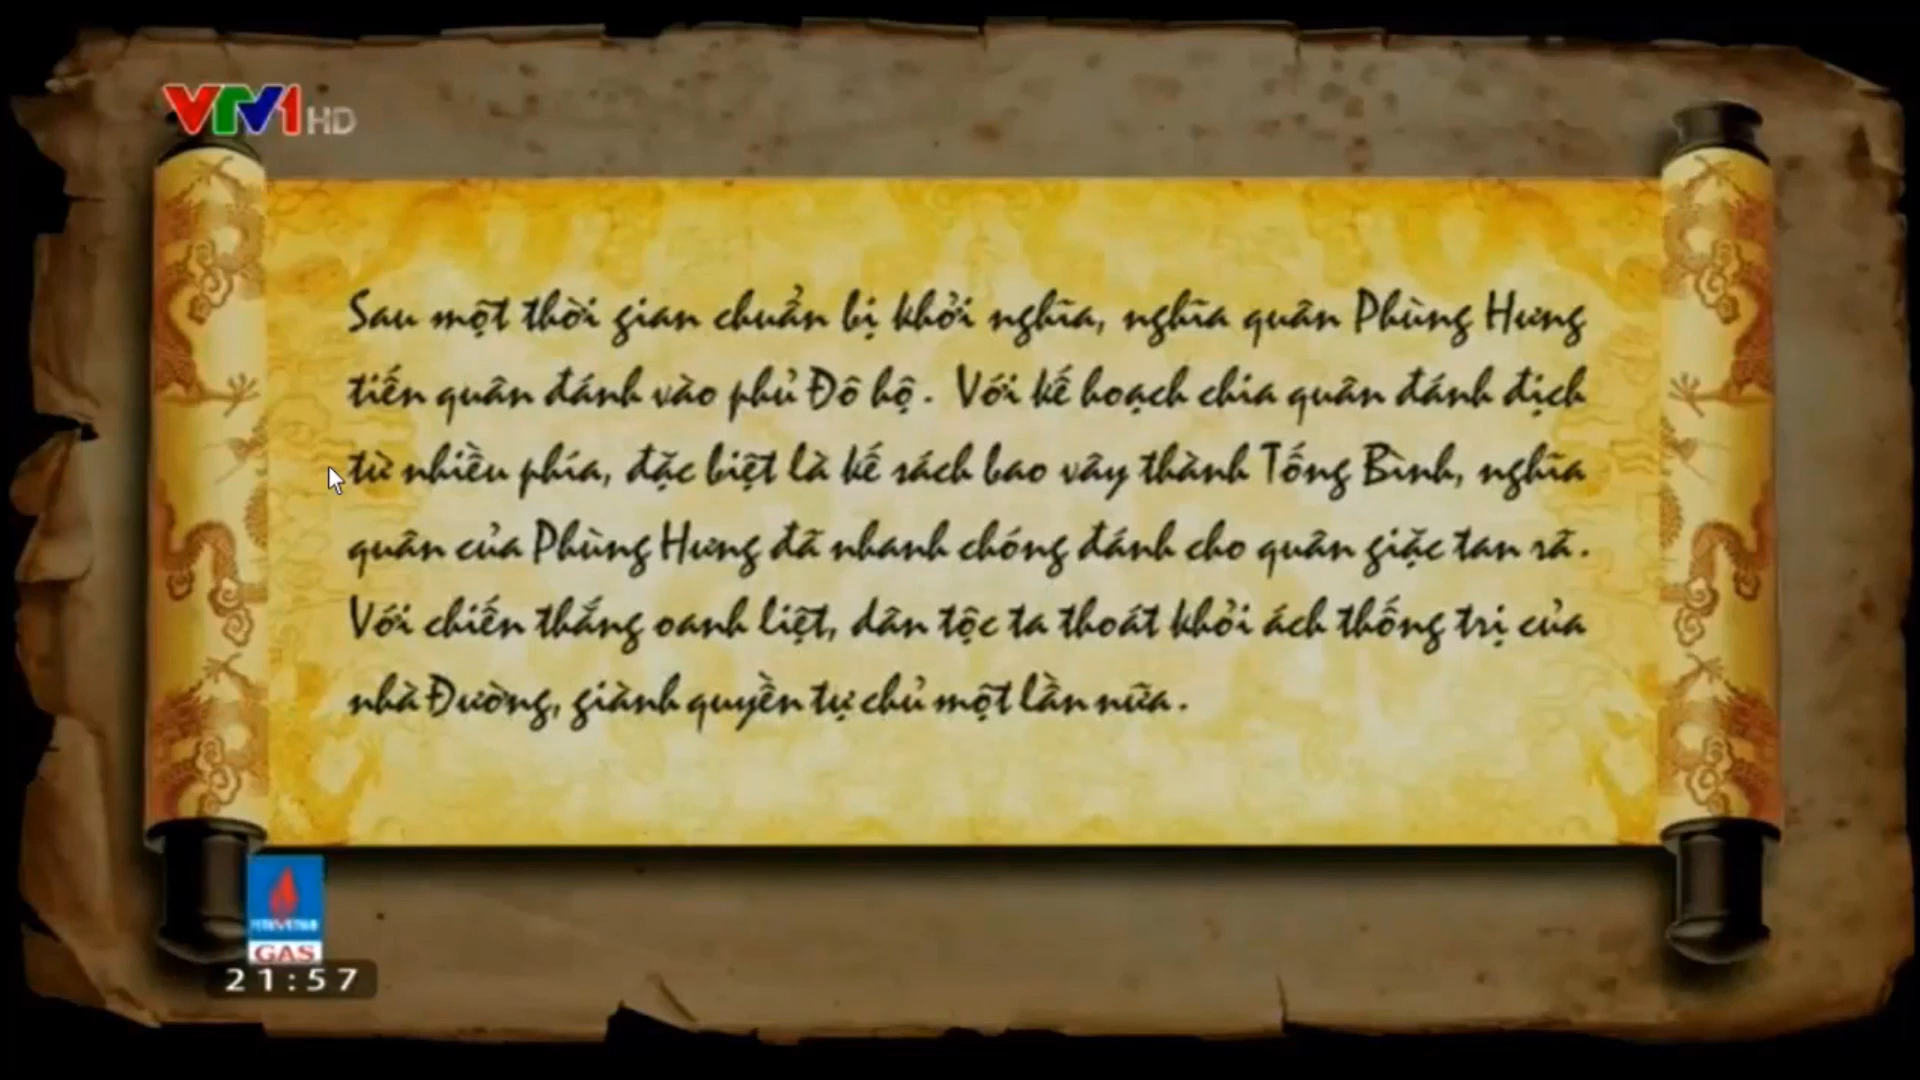 VTV1 HD
Sau một thời gian chuẩn bị khởi nghĩa, nghĩa quân Phùng Hưng
tiến quân đánh vào phủ Đô hộ. Với kế hoạch chia quân đánh địch
từ nhiều phía, đặc biệt là kế sách bao vây thành Tống Bình, nghĩa
quân của Phùng Hưng đã nhanh chóng đánh cho quân giặc tan rã.
Với chiến thắng oanh liệt, dân tộc ta thoát khỏi ách thống trị của
nhà Đường, giành quyền tự chủ một lần nữa.
PETROVIETNAM
GAS
21:57